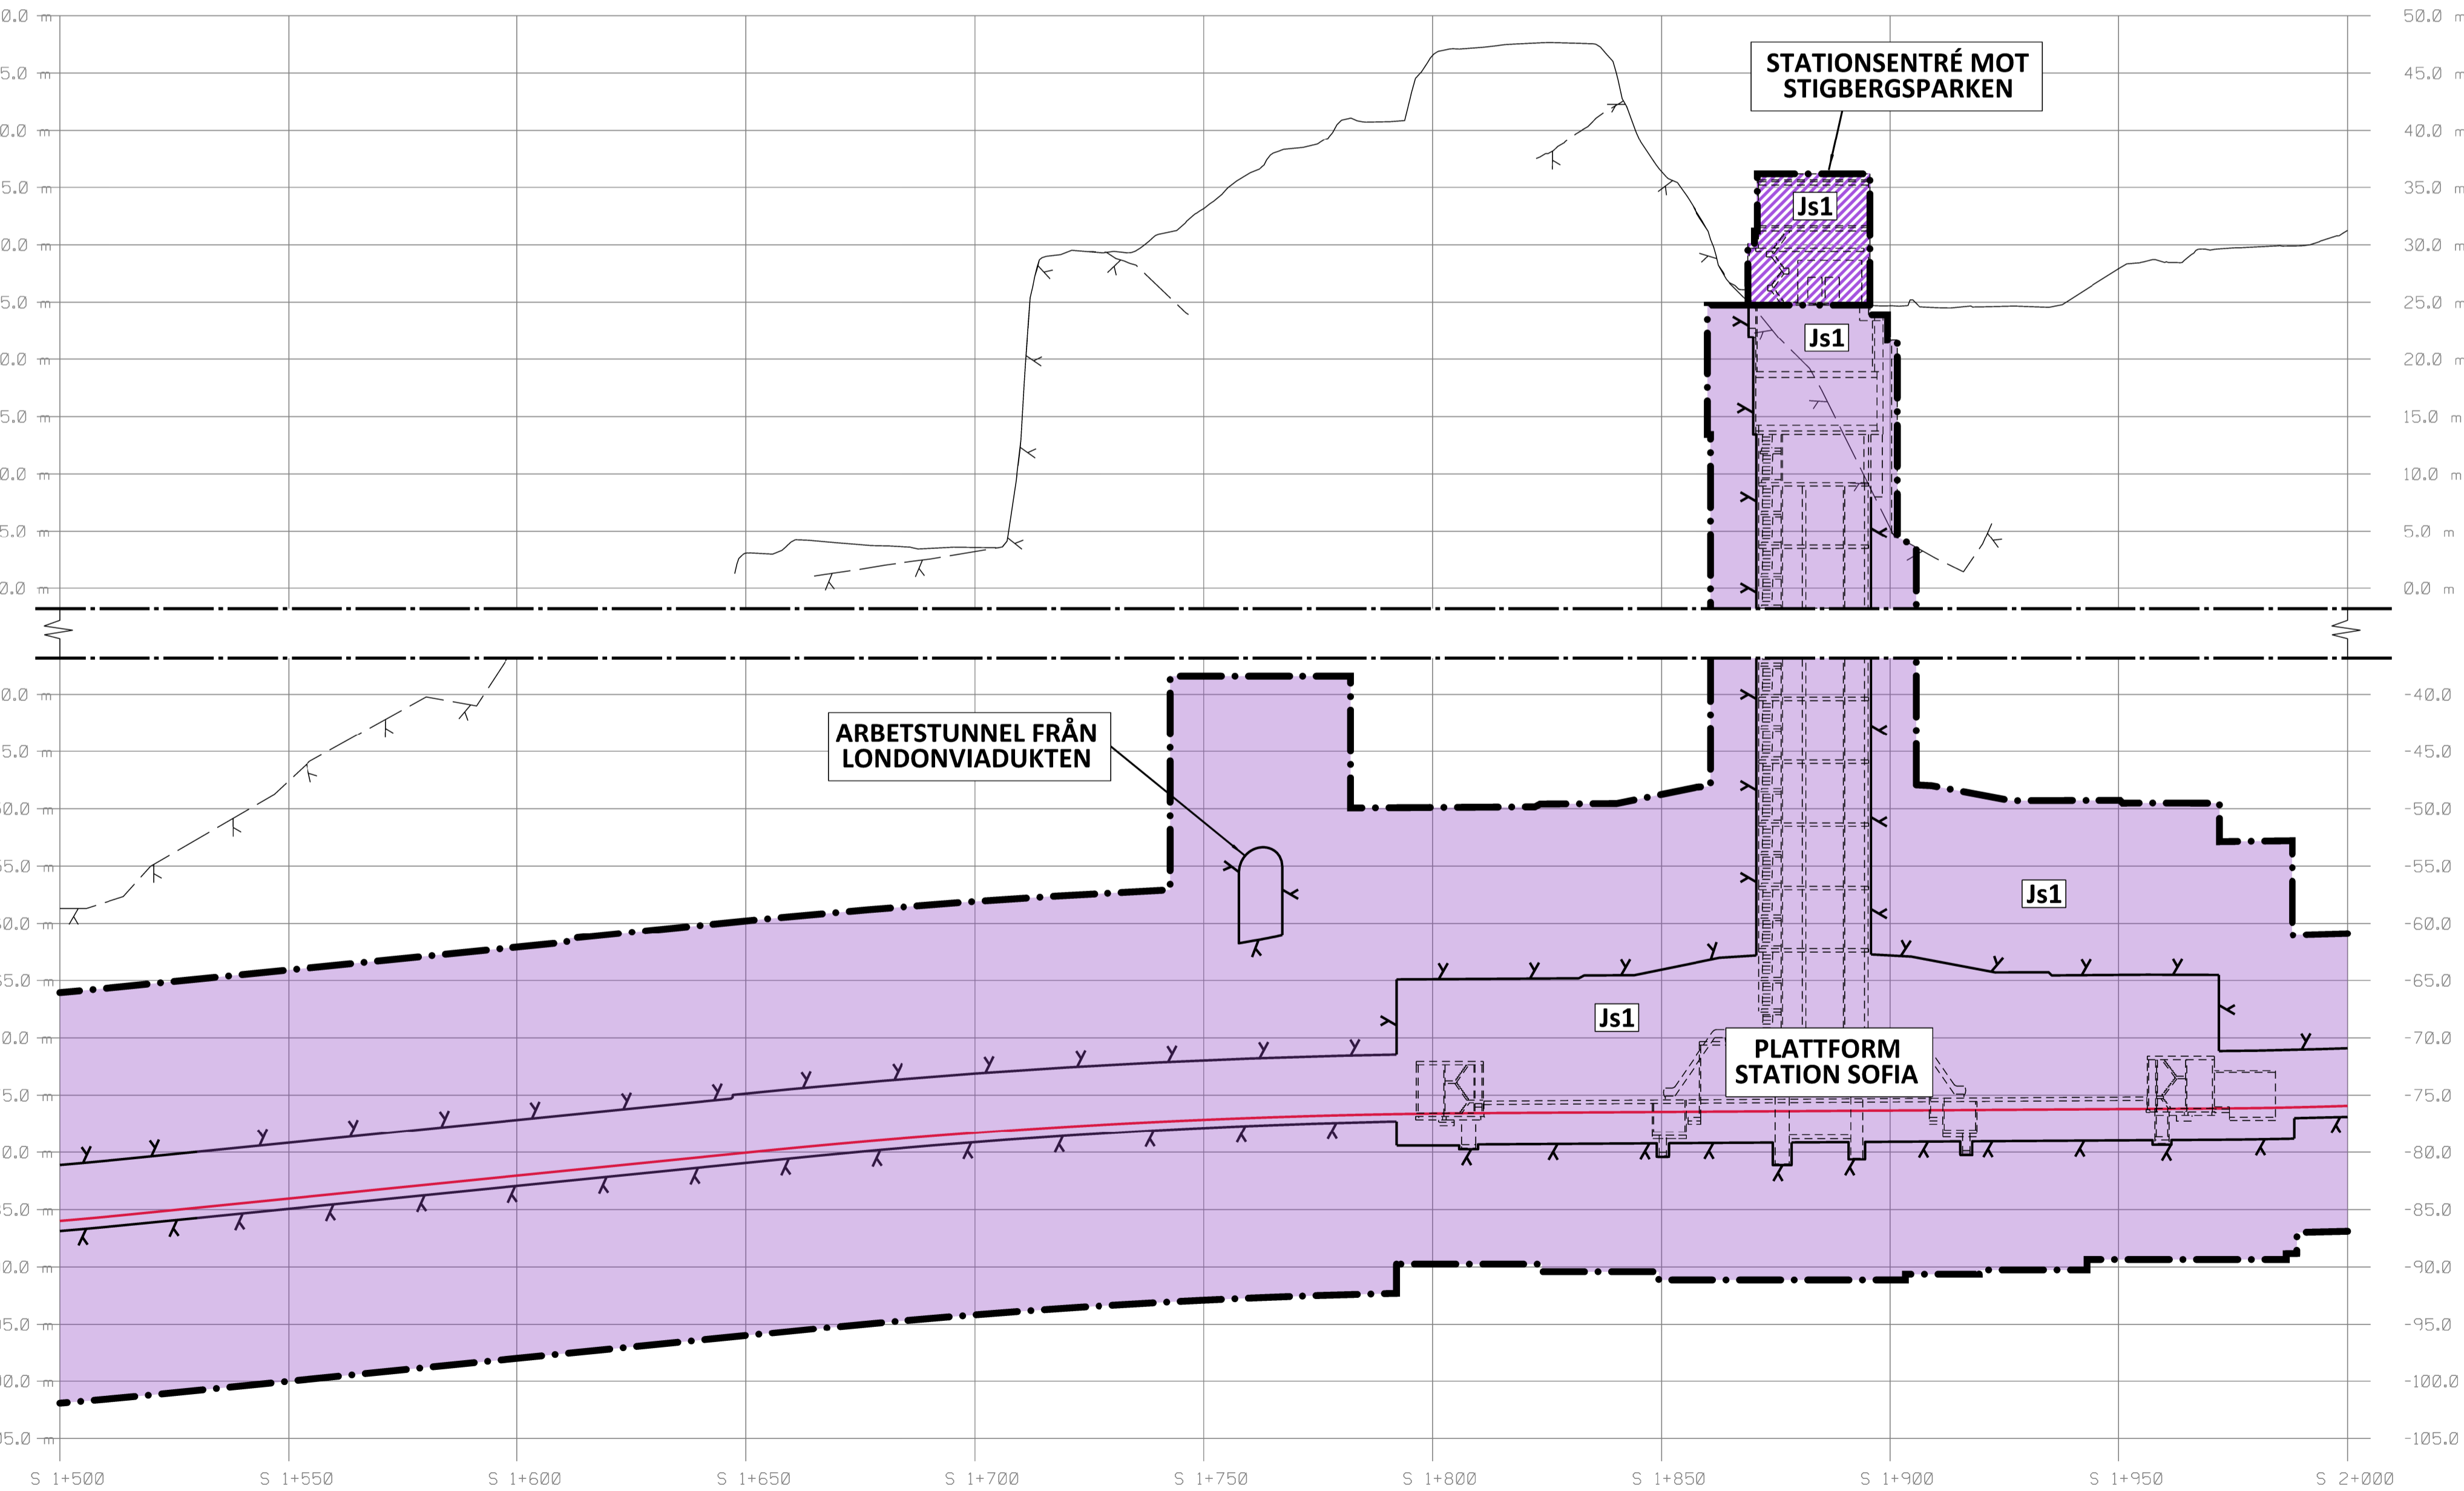 50.0 m
45.0 m
40.0 m
35.0 m
30.0 m
25.0 m
20.0 m
15.0 m
10.0 m
5.0 m
0.0 m
-40.0
-45.0
-50.0
-55.0
-60.0
-65.0
-70.0
-75.0
-80.0
-85.0
-90.0
-95.0
-100.0
-105.0
STATIONSENTRÉ MOT
STIGBERGSPARKEN
Js1
Js1
ARBETSTUNNEL FRÅN
LONDONVIADUKTEN
Js1
Js1
PLATTFORM
STATION SOFIA
S 1+500 S 1+550 S 1+600 S 1+650 S 1+700 S 1+750 S 1+800 S 1+850 S 1+900 S 1+950 S 2+000